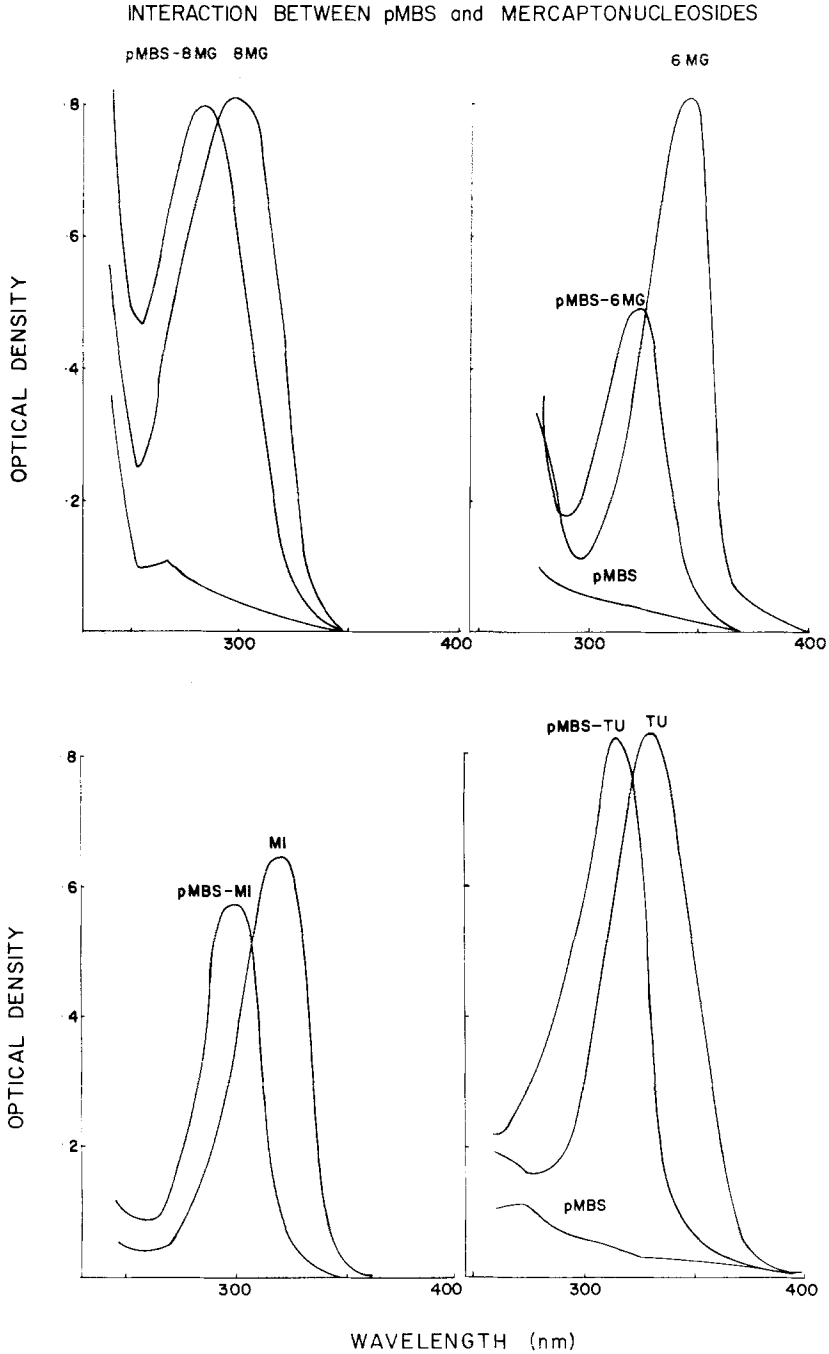 INTERACTION BETWEEN pMBS and MERCAPTONUCLEOSIDES
pMBS-8MG 8MG
6MG
.8
.6
.4
.2
OPTICAL DENSITY
pMBS-6MG
pMBS
300
400
300
400
pMBS-TU TU
.8
.6
.4
.2
OPTICAL DENSITY
MI
pMBS-MI
pMBS
300
400
300
400
WAVELENGTH (nm)